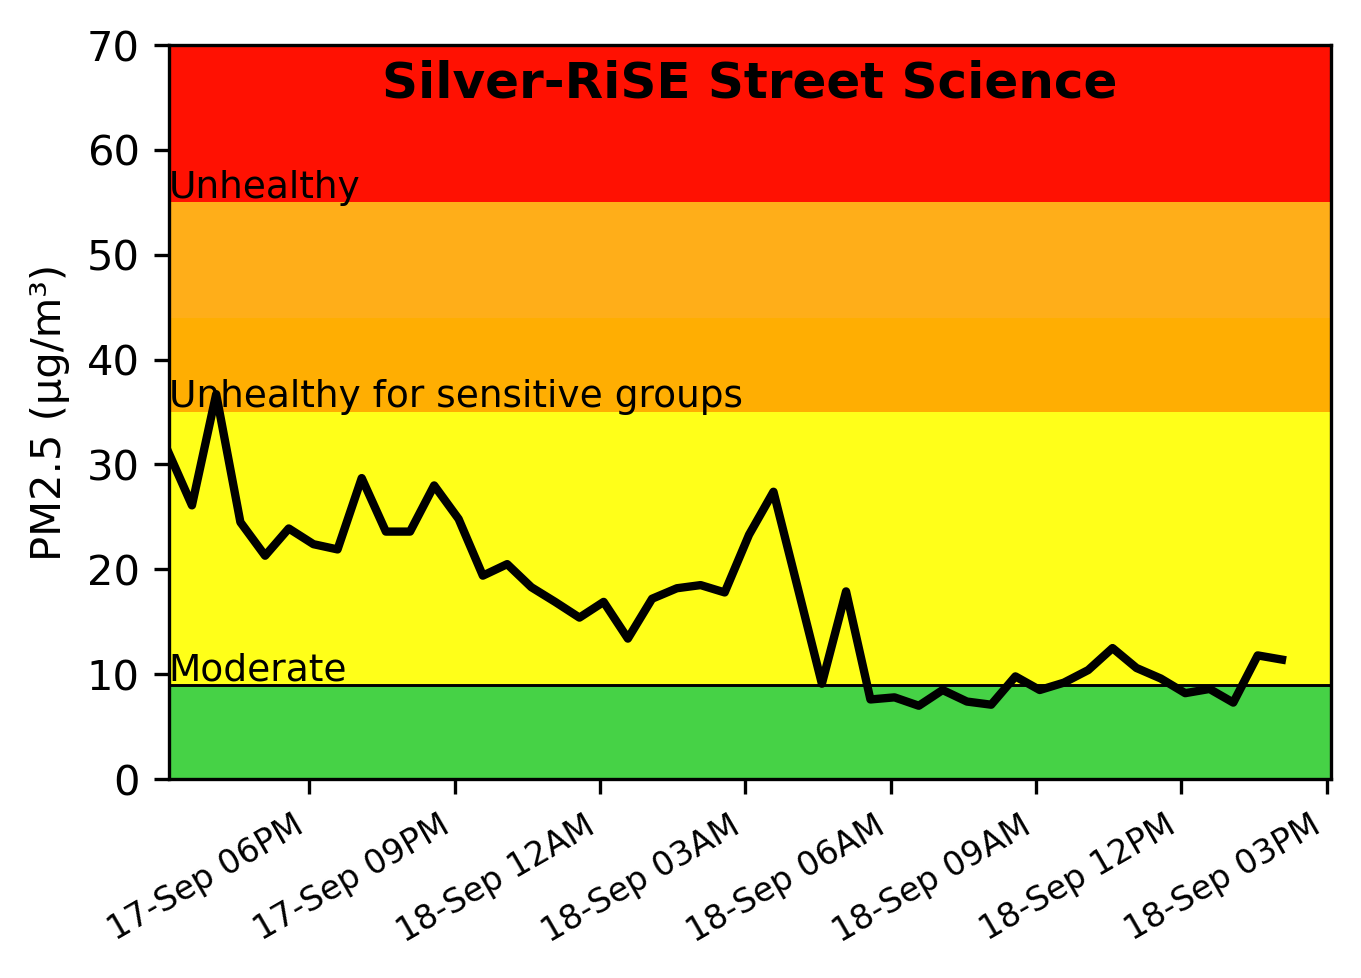 Silver-RiSE Street Science
70
60
50
40
30
20
10
0
PM2.5 (µg/m³)
Unhealthy
Unhealthy for sensitive groups
Moderate
17-Sep 06PM
17-Sep 09PM
18-Sep 12AM
18-Sep 03AM
18-Sep 06AM
18-Sep 09AM
18-Sep 12PM
18-Sep 03PM